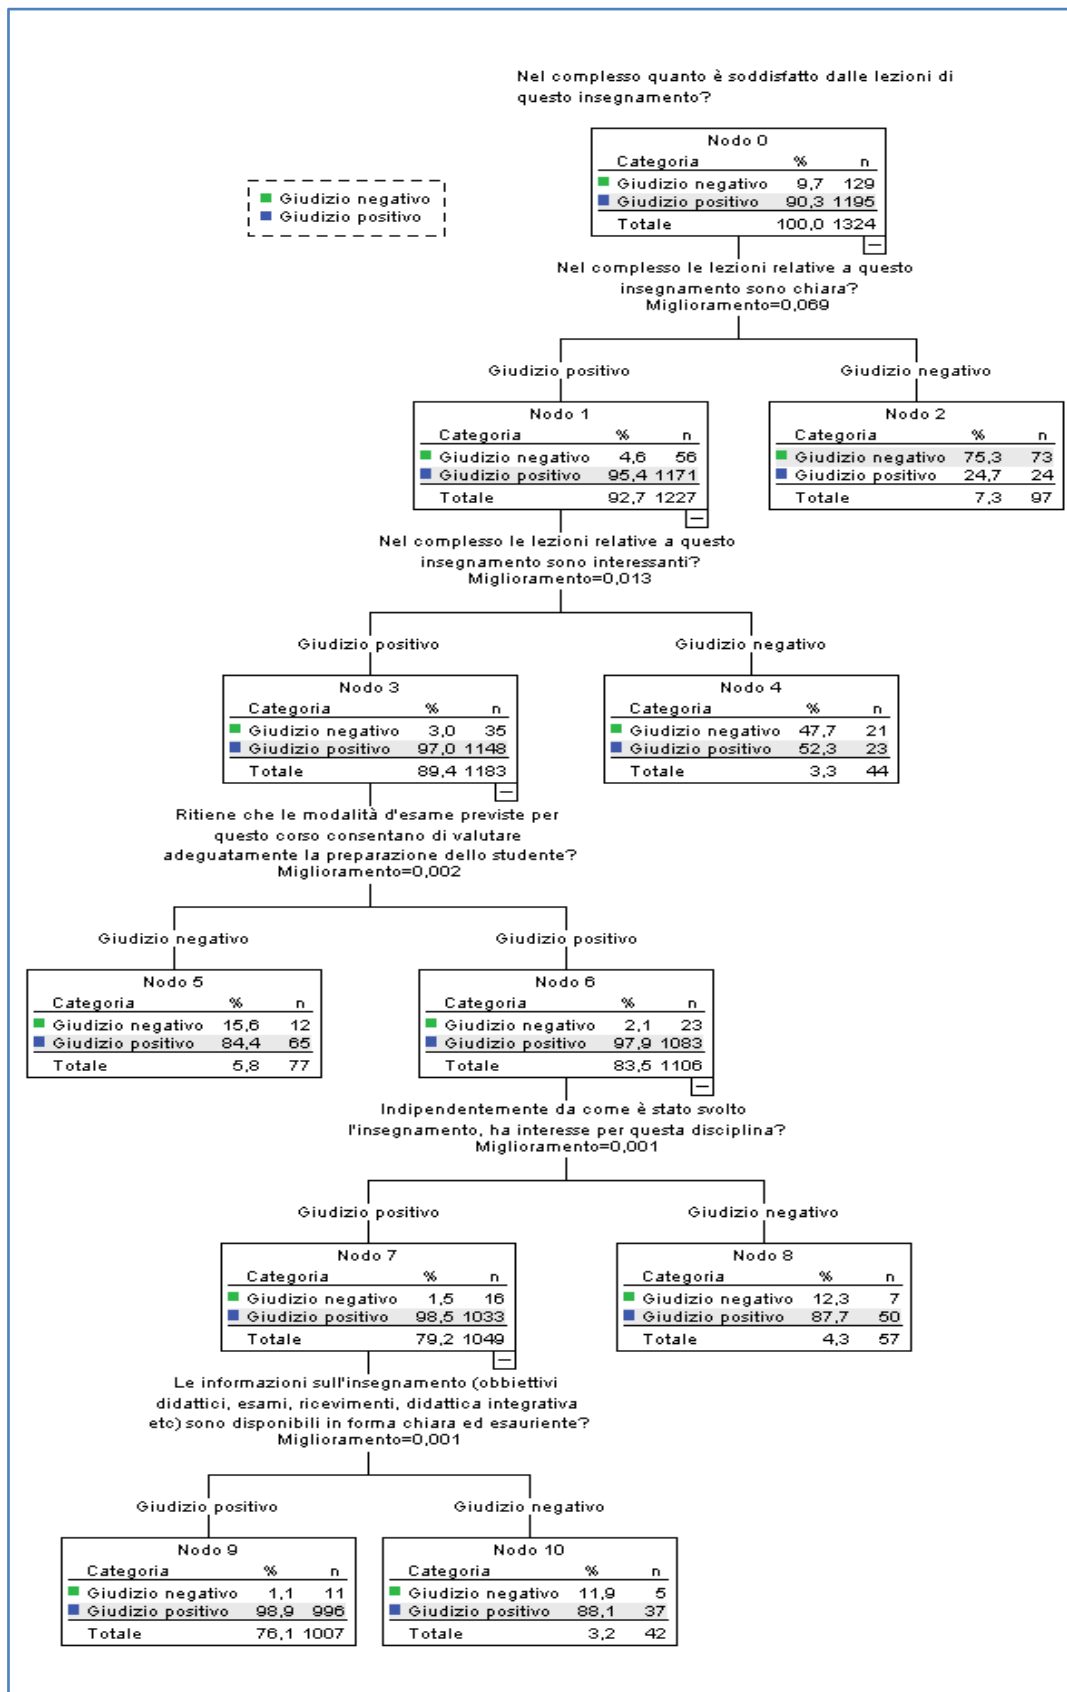 Nel complesso quanto è soddisfatto dalle lezioni di
questo insegnamento?
Nodo 0
Categoria % n
Giudizio negativo 9,7 129
Giudizio positivo 90,3 1195
Totale 100,0 1324
Giudizio negativo
Giudizio positivo
Nel complesso le lezioni relative a questo
insegnamento sono chiara?
Miglioramento=0,069
Giudizio positivo
Giudizio negativo
Nodo 1
Categoria % n
Giudizio negativo 4,6 56
Giudizio positivo 95,4 1171
Totale 92,7 1227
Nodo 2
Categoria % n
Giudizio negativo 75,3 73
Giudizio positivo 24,7 24
Totale 7,3 97
Nel complesso le lezioni relative a questo
insegnamento sono interessanti?
Miglioramento=0,013
Giudizio positivo
Giudizio negativo
Nodo 3
Categoria % n
Giudizio negativo 3,0 35
Giudizio positivo 97,0 1148
Totale 89,4 1183
Nodo 4
Categoria % n
Giudizio negativo 47,7 21
Giudizio positivo 52,3 23
Totale 3,3 44
Ritiene che le modalità d'esame previste per
questo corso consentano di valutare
adeguatamente la preparazione dello studente?
Miglioramento=0,002
Giudizio negativo
Giudizio positivo
Nodo 5
Categoria % n
Giudizio negativo 15,6 12
Giudizio positivo 84,4 65
Totale 5,8 77
Nodo 6
Categoria % n
Giudizio negativo 2,1 23
Giudizio positivo 97,9 1083
Totale 83,5 1106
Indipendentemente da come è stato svolto
l'insegnamento, ha interesse per questa disciplina?
Miglioramento=0,001
Giudizio positivo
Giudizio negativo
Nodo 7
Categoria % n
Giudizio negativo 1,5 16
Giudizio positivo 98,5 1033
Totale 79,2 1049
Nodo 8
Categoria % n
Giudizio negativo 12,3 7
Giudizio positivo 87,7 50
Totale 4,3 57
Le informazioni sull'insegnamento (obbiettivi
didattici, esami, ricevimenti, didattica integrativa
etc) sono disponibili in forma chiara ed esauriente?
Miglioramento=0,001
Giudizio positivo
Giudizio negativo
Nodo 9
Categoria % n
Giudizio negativo 1,1 11
Giudizio positivo 98,9 996
Totale 76,1 1007
Nodo 10
Categoria % n
Giudizio negativo 11,9 5
Giudizio positivo 88,1 37
Totale 3,2 42